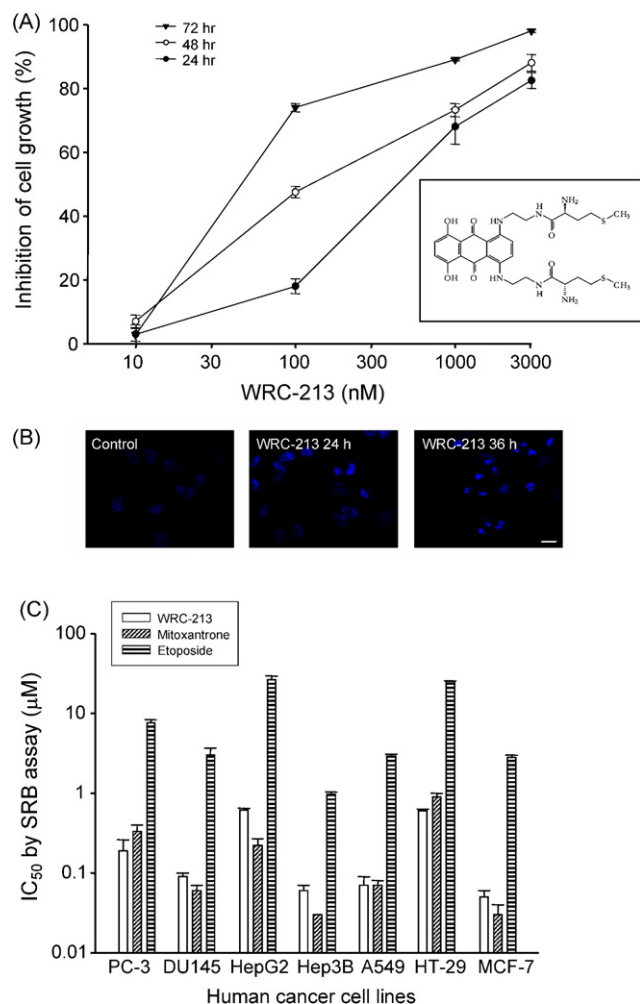 (A)
100
80
60
40
20
0
Inhibition of cell growth (%)
72 hr
48 hr
24 hr
10
30
100
300
1000
3000
WRC-213 (nM)
OH
O
HN
H
N
O
NH2
S
CH3
OH
O
HN
N
H
O
NH2
S
CH3
(B)
Control
WRC-213 24 h
WRC-213 36 h
(C)
WRC-213
Mitoxantrone
Etoposide
100
10
1
0.1
0.01
IC50 by SRB assay (μM)
PC-3 DU145 HepG2 Hep3B A549 HT-29 MCF-7
Human cancer cell lines